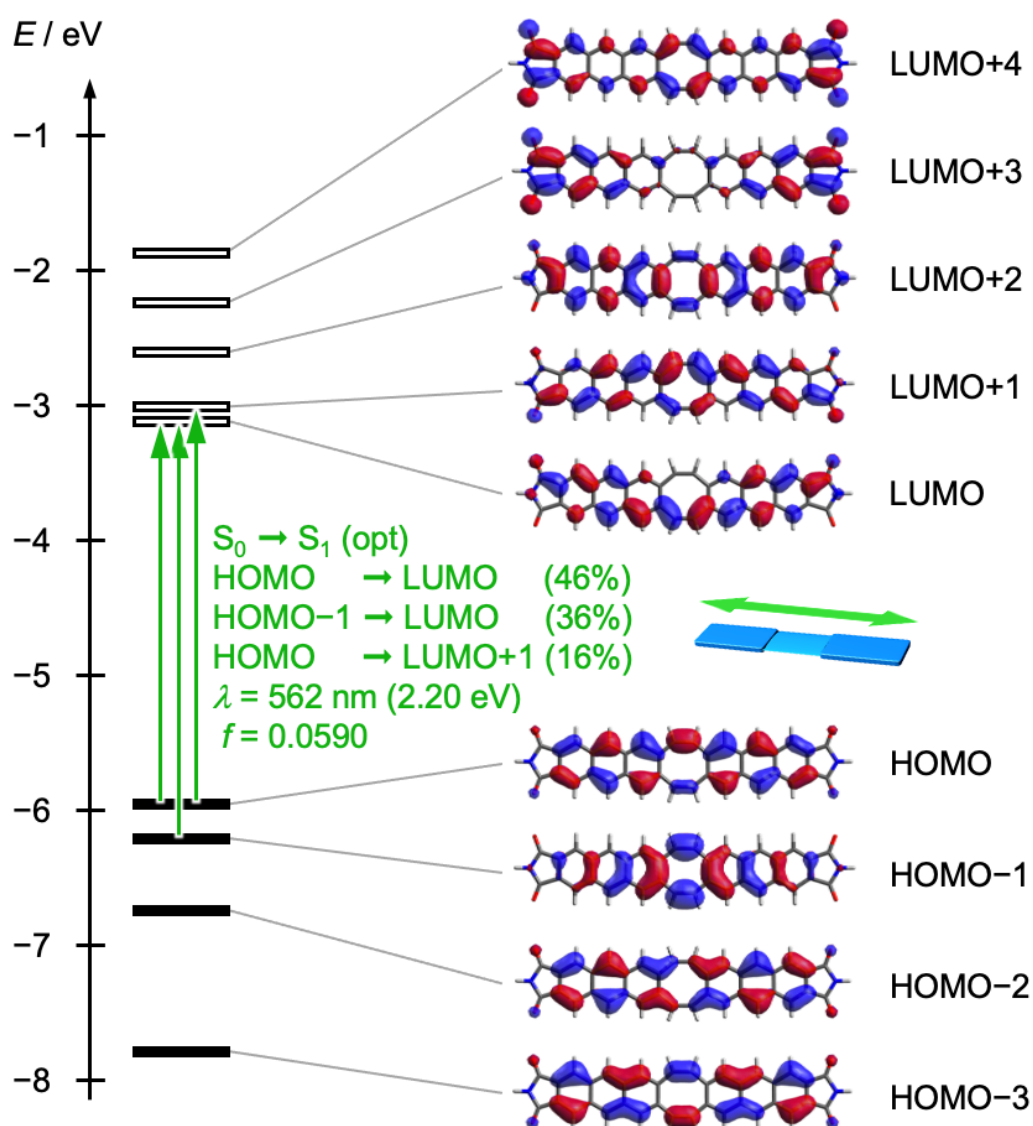 E / eV
−1
−2
−3
−4
−5
−6
−7
−8
LUMO+4
LUMO+3
LUMO+2
LUMO+1
LUMO
S₀ → S₁ (opt)
HOMO → LUMO (46%)
HOMO−1 → LUMO (36%)
HOMO → LUMO+1 (16%)
λ = 562 nm (2.20 eV)
f = 0.0590
HOMO
HOMO−1
HOMO−2
HOMO−3